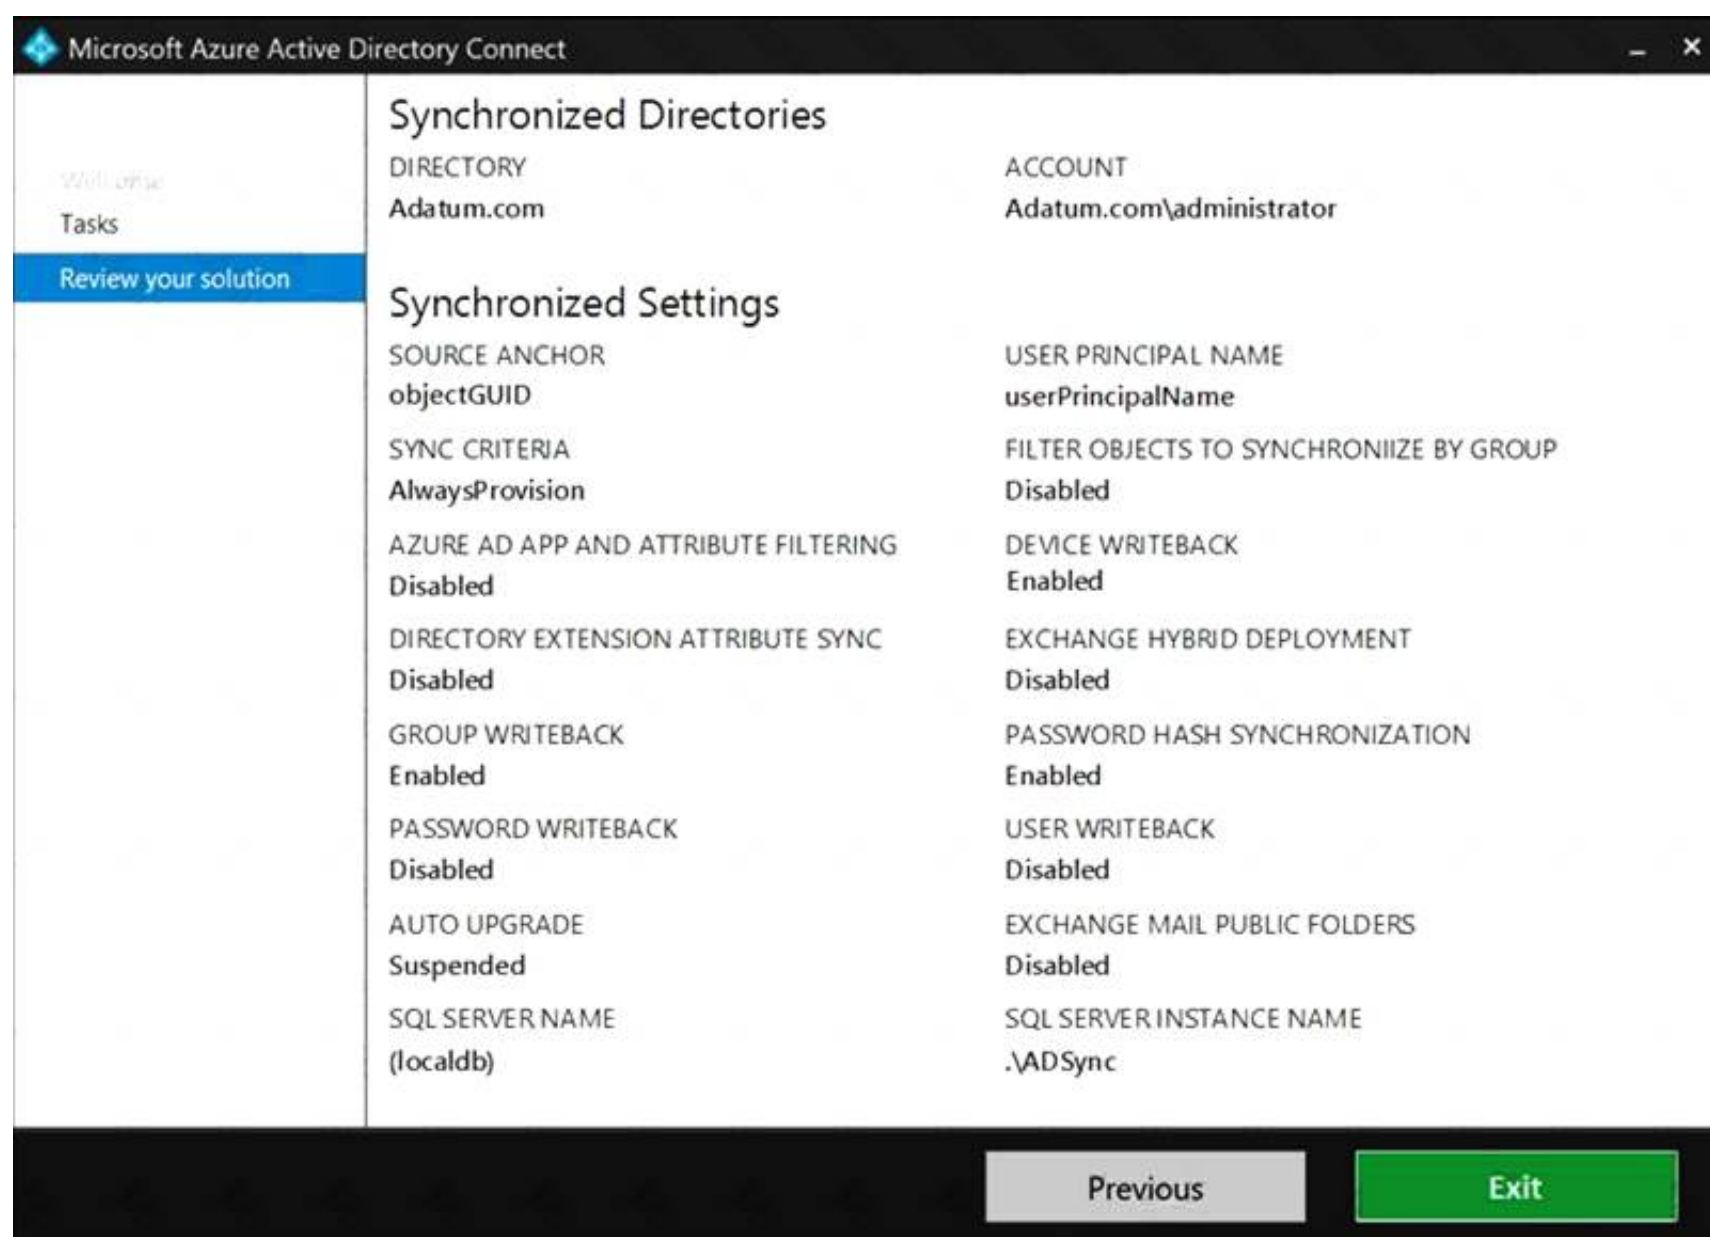 Microsoft Azure Active Directory Connect
Welcome
Tasks
Review your solution
Synchronized Directories
DIRECTORY
ACCOUNT
Adatum.com
Adatum.com\administrator
Synchronized Settings
SOURCE ANCHOR
USER PRINCIPAL NAME
objectGUID
userPrincipalName
SYNC CRITERIA
FILTER OBJECTS TO SYNCHRONIIZE BY GROUP
AlwaysProvision
Disabled
AZURE AD APP AND ATTRIBUTE FILTERING
DEVICE WRITEBACK
Disabled
Enabled
DIRECTORY EXTENSION ATTRIBUTE SYNC
EXCHANGE HYBRID DEPLOYMENT
Disabled
Disabled
GROUP WRITEBACK
PASSWORD HASH SYNCHRONIZATION
Enabled
Enabled
PASSWORD WRITEBACK
USER WRITEBACK
Disabled
Disabled
AUTO UPGRADE
EXCHANGE MAIL PUBLIC FOLDERS
Suspended
Disabled
SQL SERVER NAME
SQL SERVER INSTANCE NAME
(localdb)
.\ADSync
Previous
Exit